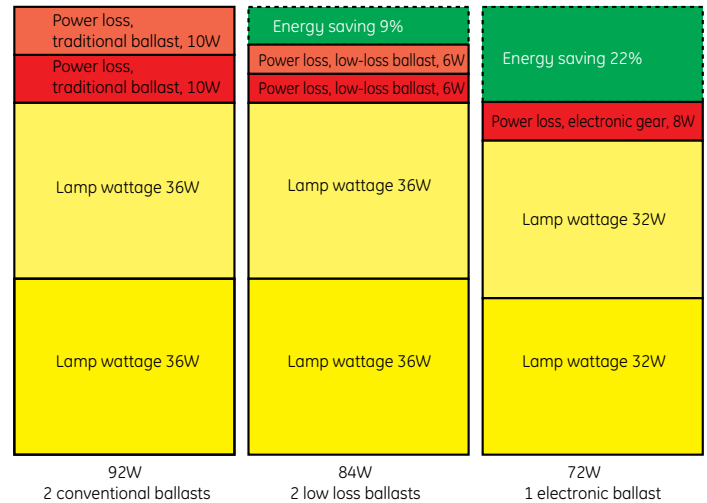 Power loss,
traditional ballast, 10W
Power loss,
traditional ballast, 10W
Lamp wattage 36W
Lamp wattage 36W
92W
2 conventional ballasts
Energy saving 9%
Power loss, low-loss ballast, 6W
Power loss, low-loss ballast, 6W
Lamp wattage 36W
Lamp wattage 36W
84W
2 low loss ballasts
Energy saving 22%
Power loss, electronic gear, 8W
Lamp wattage 32W
Lamp wattage 32W
72W
1 electronic ballast